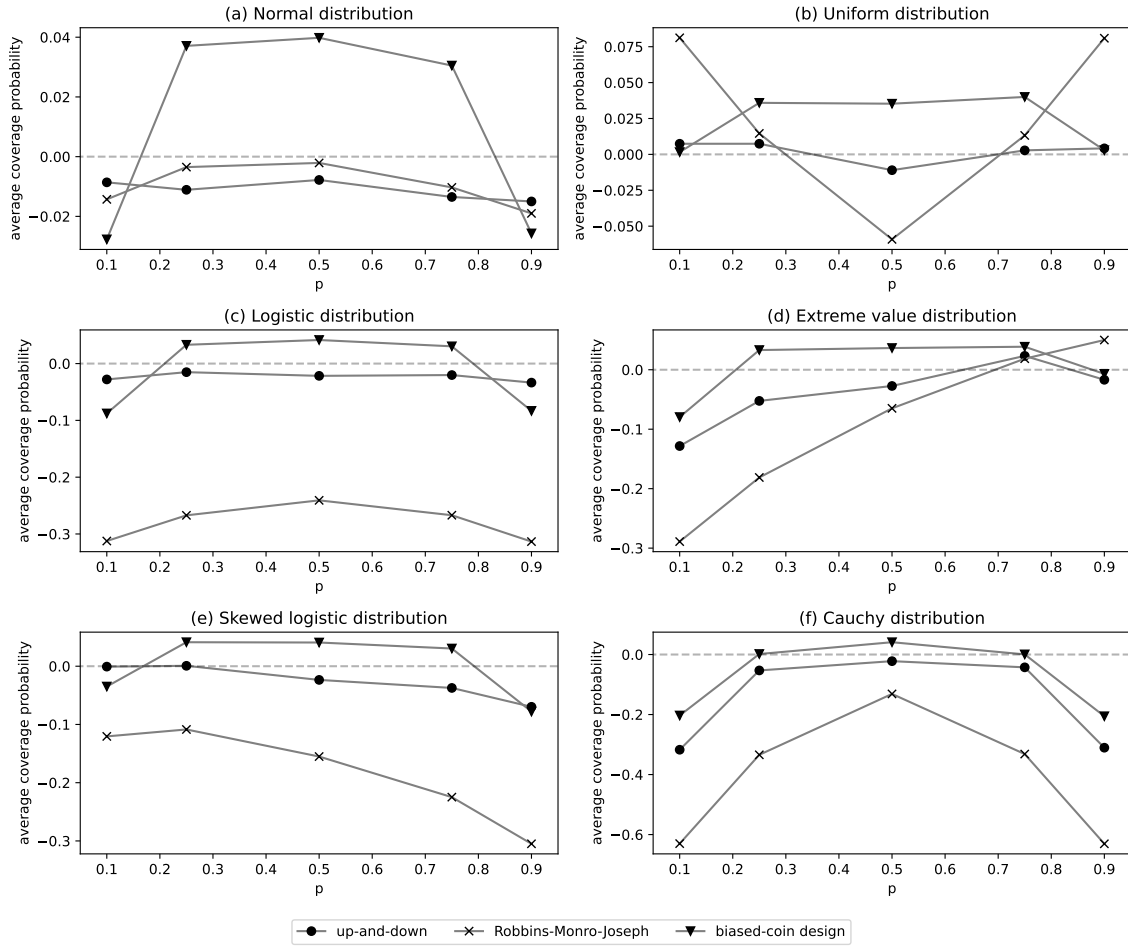 (a) Normal distribution
average coverage probability
0.04
0.02
0.00
−0.02
0.1 0.2 0.3 0.4 0.5 0.6 0.7 0.8 0.9
p
(b) Uniform distribution
average coverage probability
0.075
0.050
0.025
0.000
−0.025
−0.050
0.1 0.2 0.3 0.4 0.5 0.6 0.7 0.8 0.9
p
(c) Logistic distribution
average coverage probability
0.0
−0.1
−0.2
−0.3
0.1 0.2 0.3 0.4 0.5 0.6 0.7 0.8 0.9
p
(d) Extreme value distribution
average coverage probability
0.0
−0.1
−0.2
−0.3
0.1 0.2 0.3 0.4 0.5 0.6 0.7 0.8 0.9
p
(e) Skewed logistic distribution
average coverage probability
0.0
−0.1
−0.2
−0.3
0.1 0.2 0.3 0.4 0.5 0.6 0.7 0.8 0.9
p
(f) Cauchy distribution
average coverage probability
0.0
−0.2
−0.4
−0.6
0.1 0.2 0.3 0.4 0.5 0.6 0.7 0.8 0.9
p
up-and-down Robbins-Monro-Joseph biased-coin design